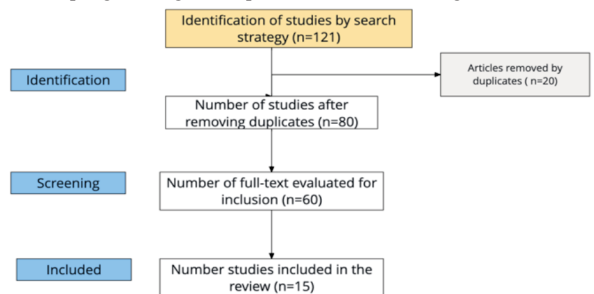 Identification of studies by search
strategy (n=121)
Identification
Articles removed by
duplicates ( n=20)
Number of studies after
removing duplicates (n=80)
Screening
Number of full-text evaluated for
inclusion (n=60)
Included
Number studies included in the
review (n=15)